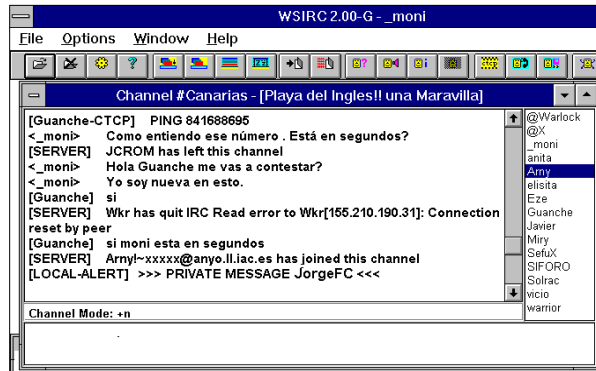 WSIRC 2.00-G - _moni
File Options Window Help
Channel #Canarias - [Playa del Ingles!! una Maravilla]
[Guanche-CTCP] PING 841688695
<_moni> Como entiendo ese número . Está en segundos?
[SERVER] JCROM has left this channel
<_moni> Hola Guanche me vas a contestar?
<_moni> Yo soy nueva en esto.
[Guanche] si
[SERVER] Wkr has quit IRC Read error to Wkr[155.210.190.31]: Connection
reset by peer
[Guanche] si moni esta en segundos
[SERVER] Arny!~xxxxx@anyo.ll.iac.es has joined this channel
[LOCAL-ALERT] >>> PRIVATE MESSAGE JorgeFC <<<
@Warlock
@X
_moni
anita
Arny
elisita
Eze
Guanche
Javier
Miry
SefuX
SIFORO
Solrac
vicio
warrior
Channel Mode: +n